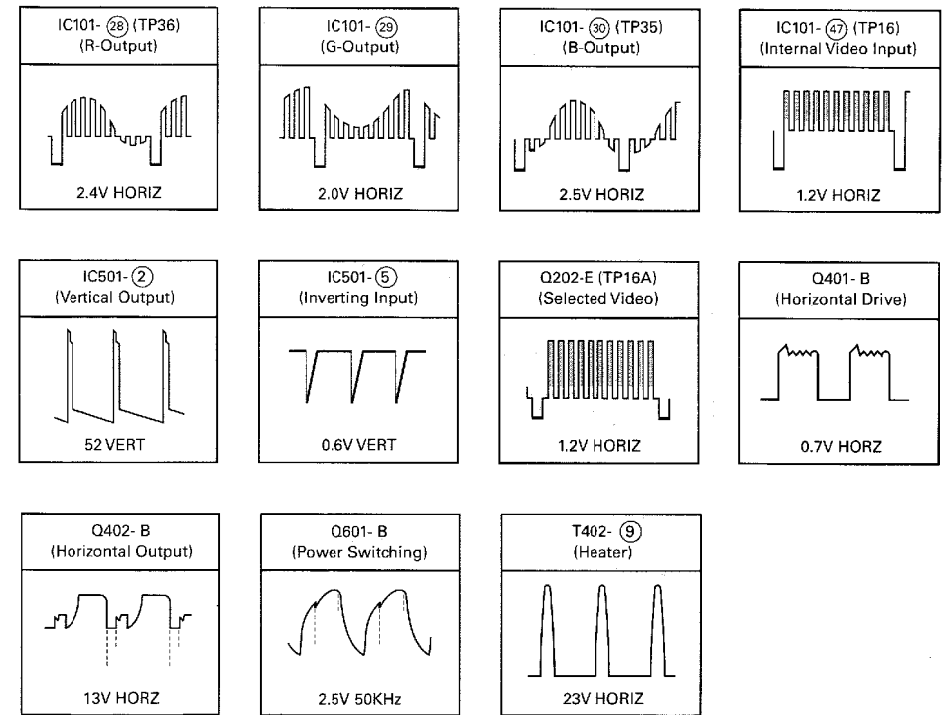 IC101- 28 (TP36)
(R-Output)
2.4V HORIZ
IC101- 29
(G-Output)
2.0V HORIZ
IC101- 30 (TP35)
(B-Output)
2.5V HORIZ
IC101- 47 (TP16)
(Internal Video Input)
1.2V HORIZ
IC501- 2
(Vertical Output)
52 VERT
IC501- 5
(Inverting Input)
0.6V VERT
Q202-E (TP16A)
(Selected Video)
1.2V HORIZ
Q401- B
(Horizontal Drive)
0.7V HORZ
Q402- B
(Horizontal Output)
13V HORZ
Q601- B
(Power Switching)
2.5V 50KHz
T402- 9
(Heater)
23V HORIZ